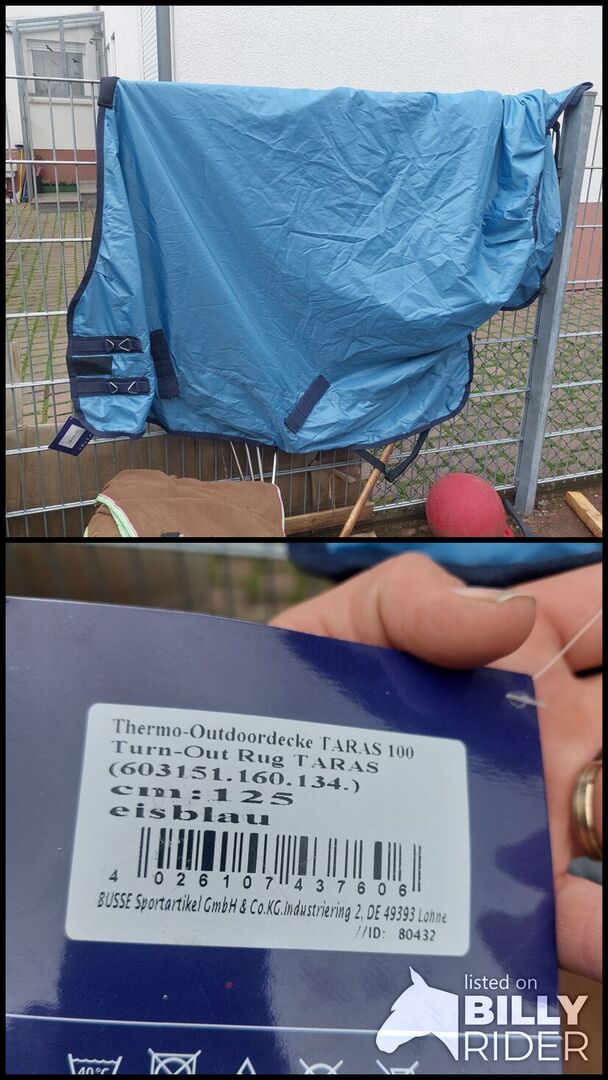 Thermo-Outdoordecke TARAS 100
Turn-Out Rug TARAS
(603151.160.134.)
cm:125
eisblau
4 026107 437606
BUSSE Sportartikel GmbH & Co.KG.Industriering 2, DE 49393 Lohne
//ID: 80432
40°C
listed on
BILLY
RIDER